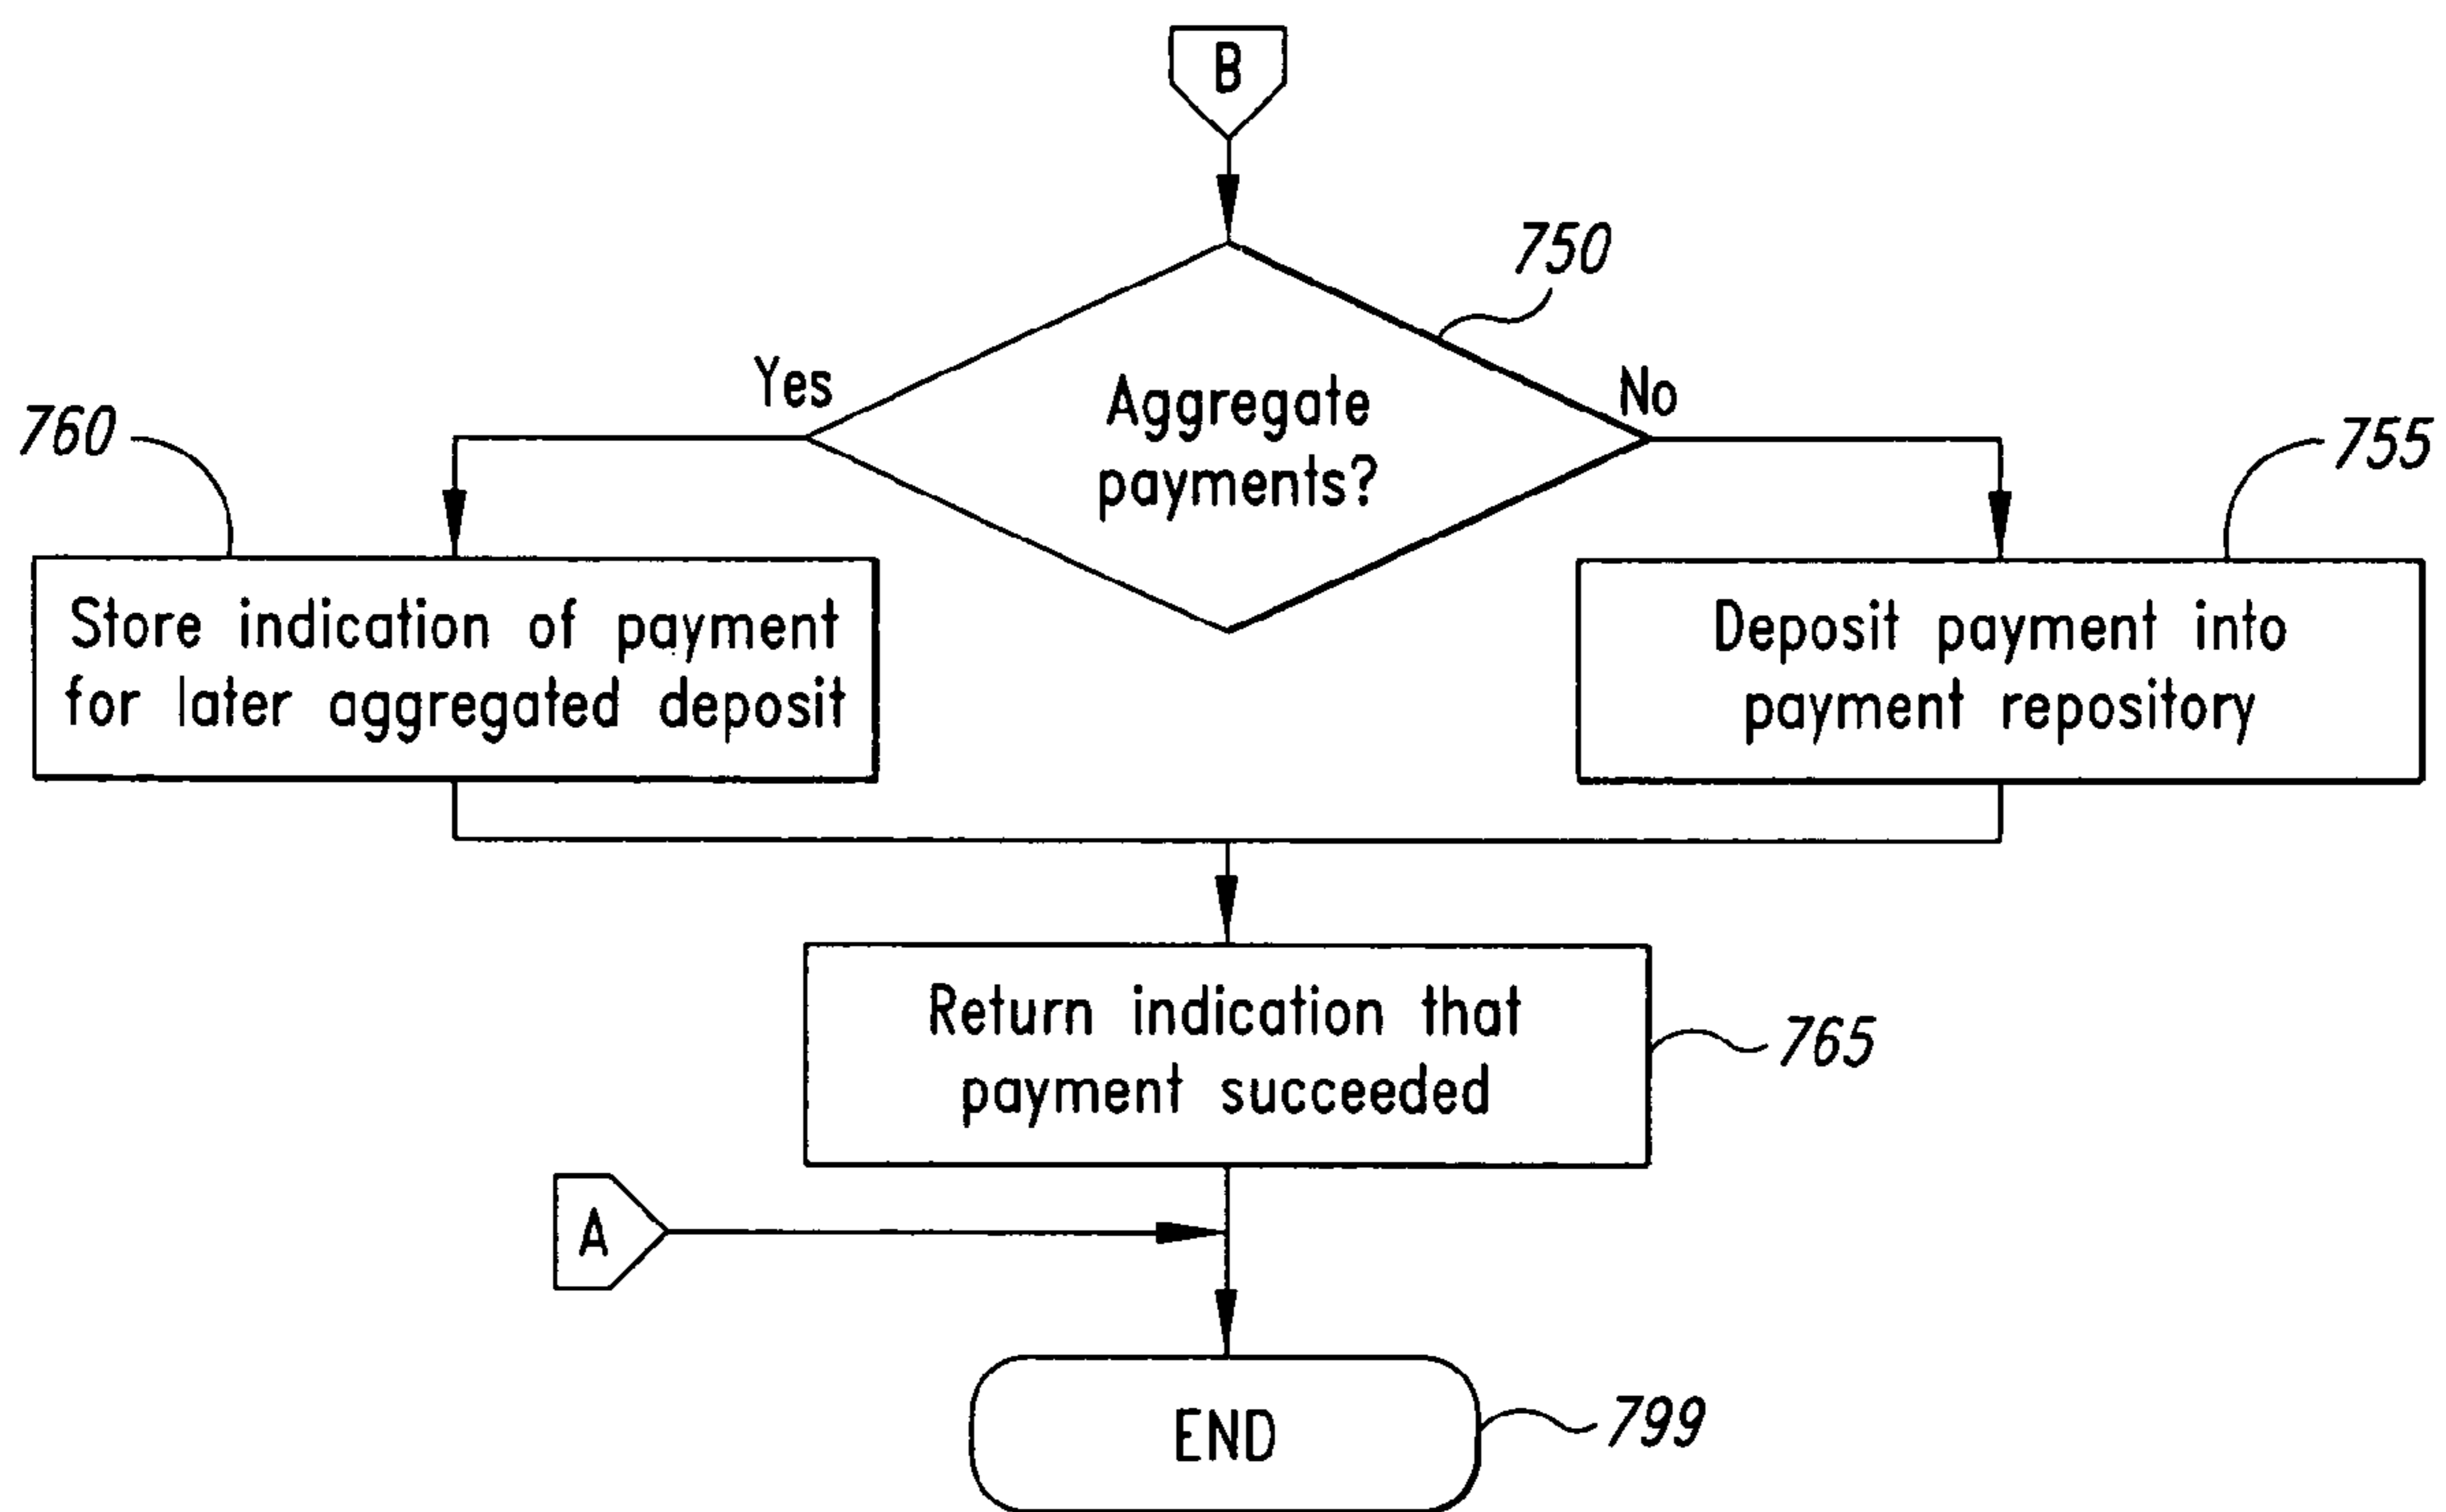 B
750
Yes
Aggregate
payments?
No
760
755
Store indication of payment
for later aggregated deposit
Deposit payment into
payment repository
Return indication that
payment succeeded
765
A
END
799